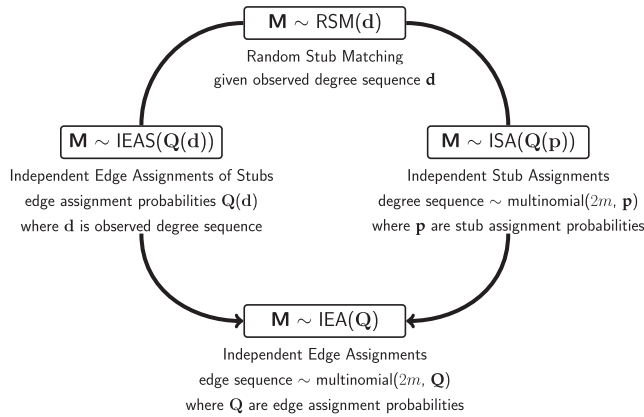 M ∼ RSM(d)
Random Stub Matching
given observed degree sequence d
M ∼ IEAS(Q(d))
Independent Edge Assignments of Stubs
edge assignment probabilities Q(d)
where d is observed degree sequence
M ∼ ISA(Q(p))
Independent Stub Assignments
degree sequence ∼ multinomial(2m, p)
where p are stub assignment probabilities
M ∼ IEA(Q)
Independent Edge Assignments
edge sequence ∼ multinomial(2m, Q)
where Q are edge assignment probabilities